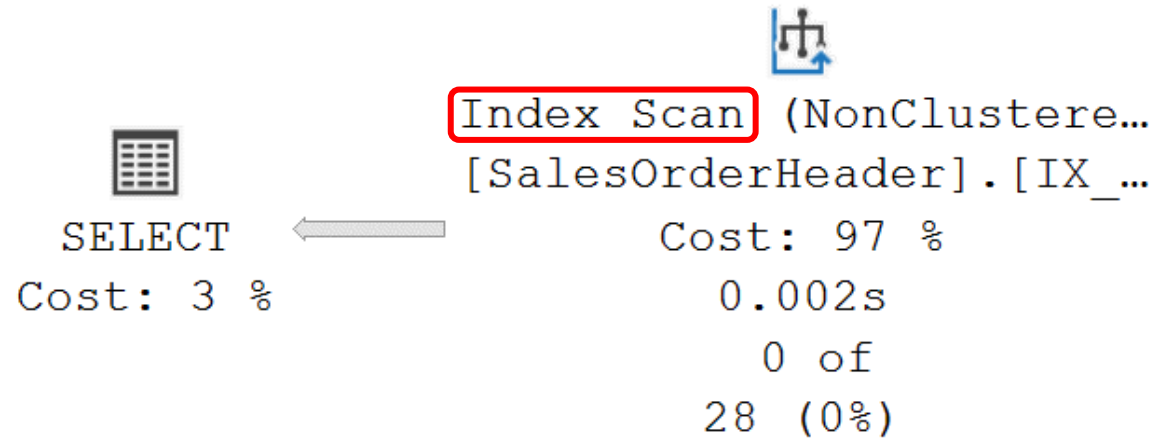 SELECT
Cost: 3 %
Index Scan (NonClustere…
[SalesOrderHeader].[IX_…
Cost: 97 %
0.002s
0 of
28 (0%)